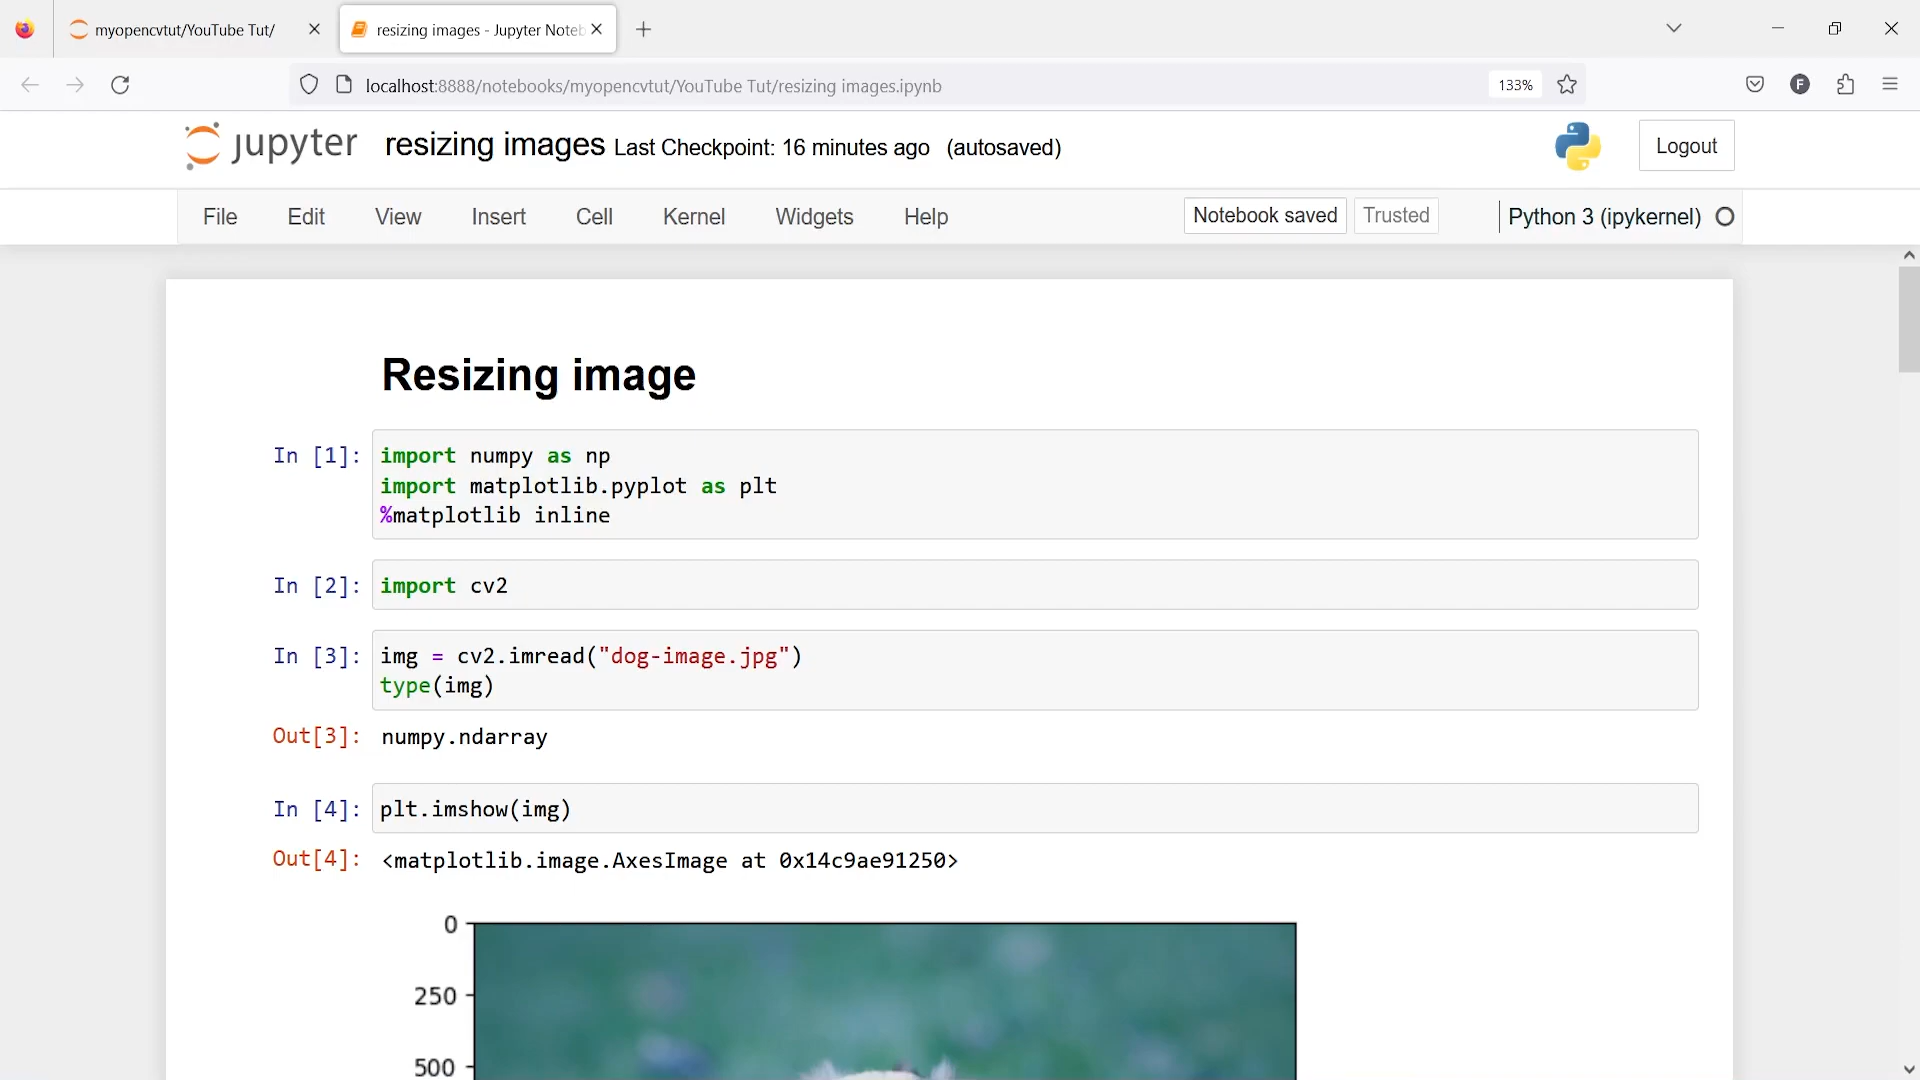 myopencvtut/YouTube Tut/
resizing images - Jupyter Noteb
localhost:8888/notebooks/myopencvtut/YouTube Tut/resizing images.ipynb
133%
F
jupyter resizing images Last Checkpoint: 16 minutes ago (autosaved)
Logout
File Edit View Insert Cell Kernel Widgets Help
Notebook saved Trusted Python 3 (ipykernel)
Resizing image
In [1]: import numpy as np
import matplotlib.pyplot as plt
%matplotlib inline
In [2]: import cv2
In [3]: img = cv2.imread("dog-image.jpg")
type(img)
Out[3]: numpy.ndarray
In [4]: plt.imshow(img)
Out[4]: <matplotlib.image.AxesImage at 0x14c9ae91250>
0
250
500